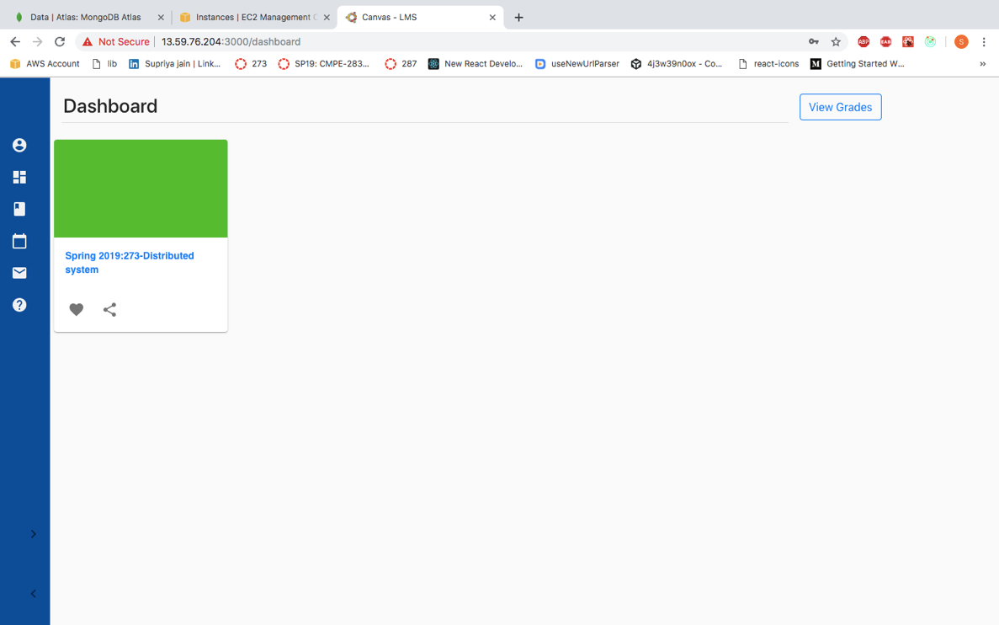 Data | Atlas: MongoDB Atlas
Instances | EC2 Management C
Canvas - LMS
Not Secure | 13.59.76.204:3000/dashboard
ABP
EAB
S
AWS Account
lib
Supriya jain | Link...
273
SP19: CMPE-283...
287
New React Develo...
useNewUrlParser
4j3w39n0ox - Co...
react-icons
M
Getting Started W...
»
Dashboard
View Grades
Spring 2019:273-Distributed
system